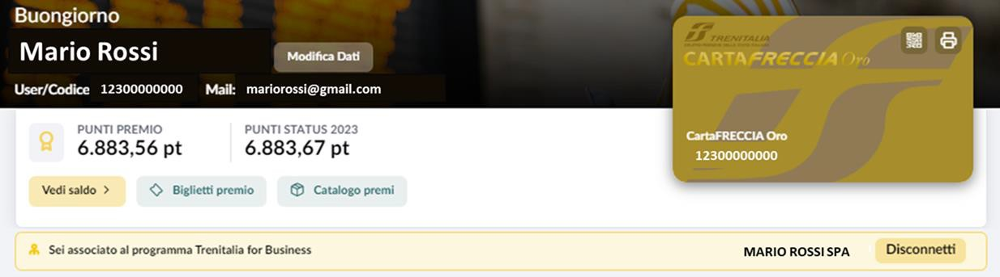 Buongiorno
Mario Rossi
Modifica Dati
User/Codice 12300000000 Mail: mariorossi@gmail.com
TRENITALIA
CARTAFRECCIA Oro
CartaFRECCIA Oro
12300000000
PUNTI PREMIO
6.883,56 pt
PUNTI STATUS 2023
6.883,67 pt
Vedi saldo >
Biglietti premio
Catalogo premi
Sei associato al programma Trenitalia for Business
MARIO ROSSI SPA
Disconnetti